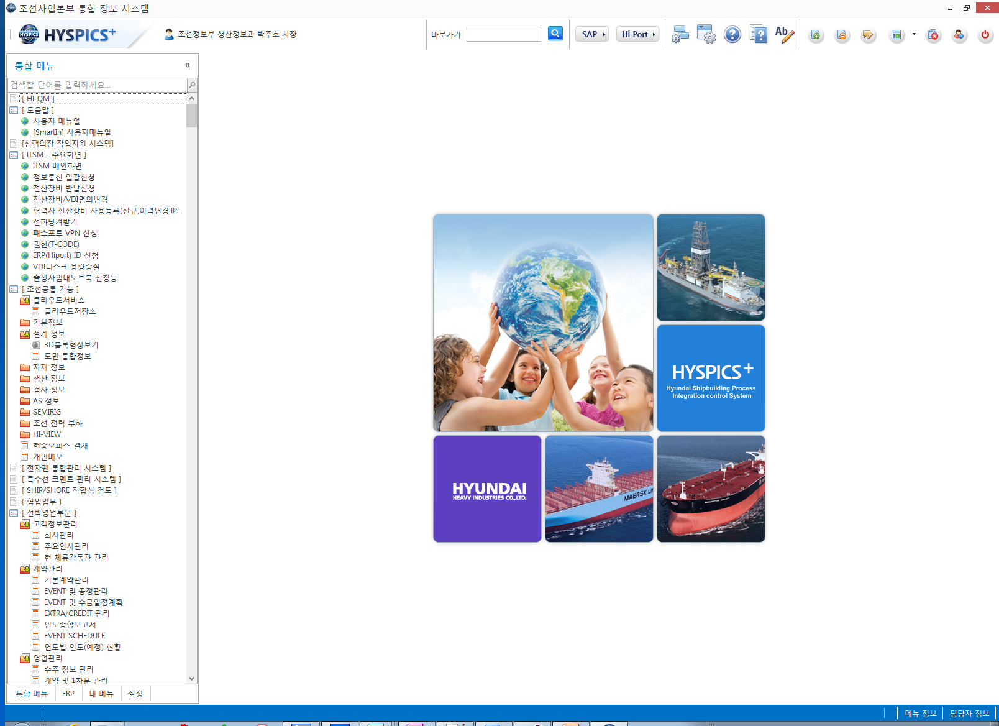 조선사업본부 통합 정보 시스템
HYSPICS HYSPICS+
조선정보부 생산정보과 박주호 차장
바로가기
SAP
Hi-Port
Ab
통합 메뉴
검색할 단어를 입력하세요...
[ HI-QM ]
[ 도움말 ]
사용자 매뉴얼
[SmartIn] 사용자매뉴얼
[선행의장 작업지원 시스템]
[ ITSM - 주요화면 ]
ITSM 메인화면
정보통신 일괄신청
전산장비 반납신청
전산장비/VDI명의변경
협력사 전산장비 사용등록(신규,이력변경,IP...
전화당겨받기
패스포트 VPN 신청
권한(T-CODE)
ERP(Hiport) ID 신청
VDI디스크 용량증설
출장자임대노트북 신청등
[ 조선공통 기능 ]
클라우드서비스
클라우드저장소
기본정보
설계 정보
3D블록형상보기
도면 통합정보
자재 정보
생산 정보
검사 정보
AS 정보
SEMIRIG
조선 전력 부하
HI-VIEW
현중오피스-결재
개인메모
[ 전자펜 통합관리 시스템 ]
[ 특수선 코멘트 관리 시스템 ]
[ SHIP/SHORE 적합성 검토 ]
[ 협업업무 ]
[ 선박영업부문 ]
고객정보관리
회사관리
주요인사관리
현 체류감독관 관리
계약관리
기본계약관리
EVENT 및 공정관리
EVENT 및 수금일정계획
EXTRA/CREDIT 관리
인도종합보고서
EVENT SCHEDULE
연도별 인도(예정) 현황
영업관리
수주 정보 관리
계약 및 1차분 관리
통합 메뉴
ERP
내 메뉴
설정
HYSPICS+
Hyundai Shipbuilding Process
Integration control System
HYUNDAI
HEAVY INDUSTRIES CO.,LTD.
MAERSK LIN
메뉴 정보
담당자 정보